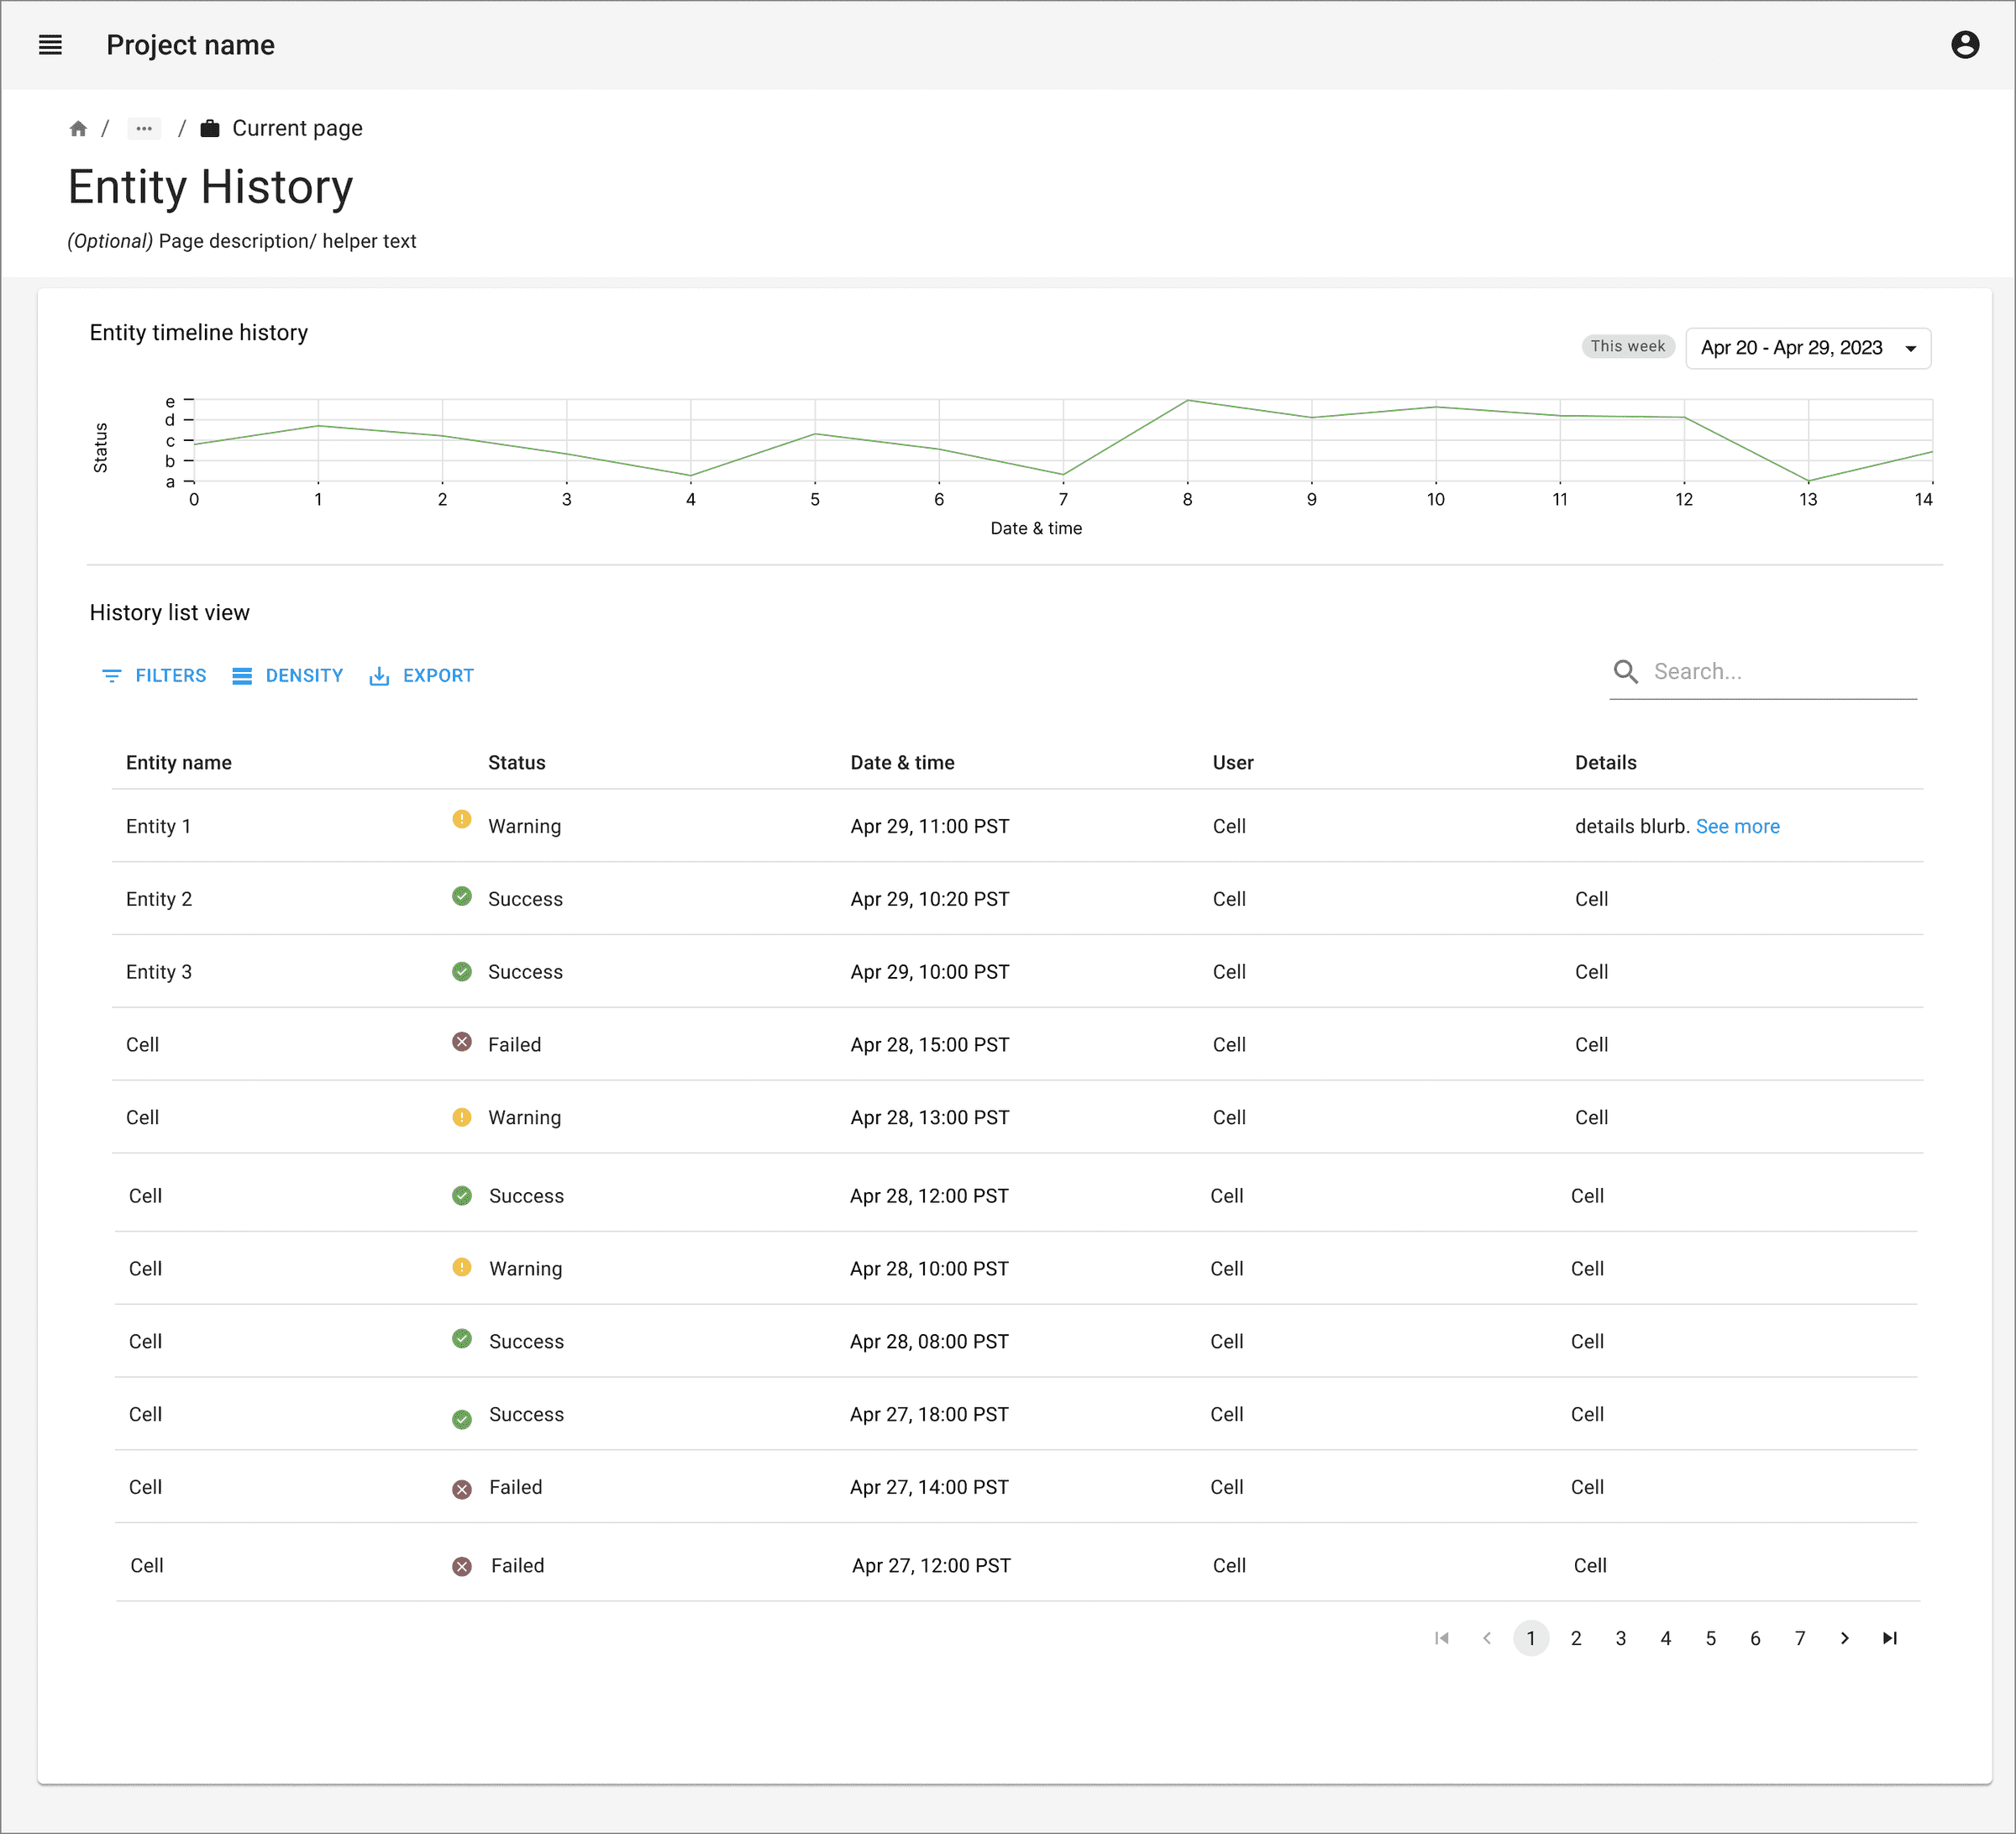 Project name
/ ... / Current page
Entity History
(Optional) Page description/ helper text
Entity timeline history
This week
Apr 20 - Apr 29, 2023
Status
e
d
c
b
a
0 1 2 3 4 5 6 7 8 9 10 11 12 13 14
Date & time
History list view
FILTERS DENSITY EXPORT
Search...
Entity name Status Date & time User Details
Entity 1 Warning Apr 29, 11:00 PST Cell details blurb. See more
Entity 2 Success Apr 29, 10:20 PST Cell Cell
Entity 3 Success Apr 29, 10:00 PST Cell Cell
Cell Failed Apr 28, 15:00 PST Cell Cell
Cell Warning Apr 28, 13:00 PST Cell Cell
Cell Success Apr 28, 12:00 PST Cell Cell
Cell Warning Apr 28, 10:00 PST Cell Cell
Cell Success Apr 28, 08:00 PST Cell Cell
Cell Success Apr 27, 18:00 PST Cell Cell
Cell Failed Apr 27, 14:00 PST Cell Cell
Cell Failed Apr 27, 12:00 PST Cell Cell
1 2 3 4 5 6 7